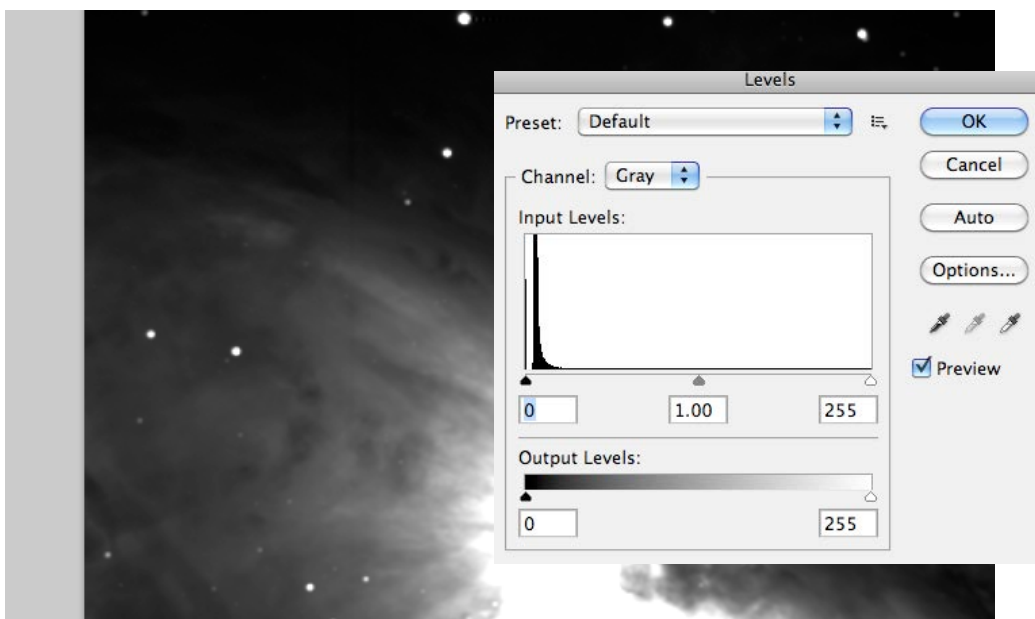 Levels
Preset: Default
OK
Cancel
Channel: Gray
Auto
Input Levels:
Options...
Preview
0 1.00 255
Output Levels:
0 255